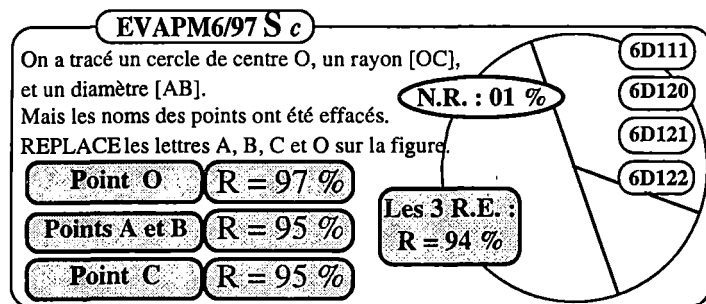 EVAPM6/97 S c
On a tracé un cercle de centre O, un rayon [OC],
et un diamètre [AB].
Mais les noms des points ont été effacés.
REPLACE les lettres A, B, C et O sur la figure.
N.R. : 01 %
6D111
6D120
6D121
6D122
Point O R = 97 %
Points A et B R = 95 %
Point C R = 95 %
Les 3 R.E. :
R = 94 %